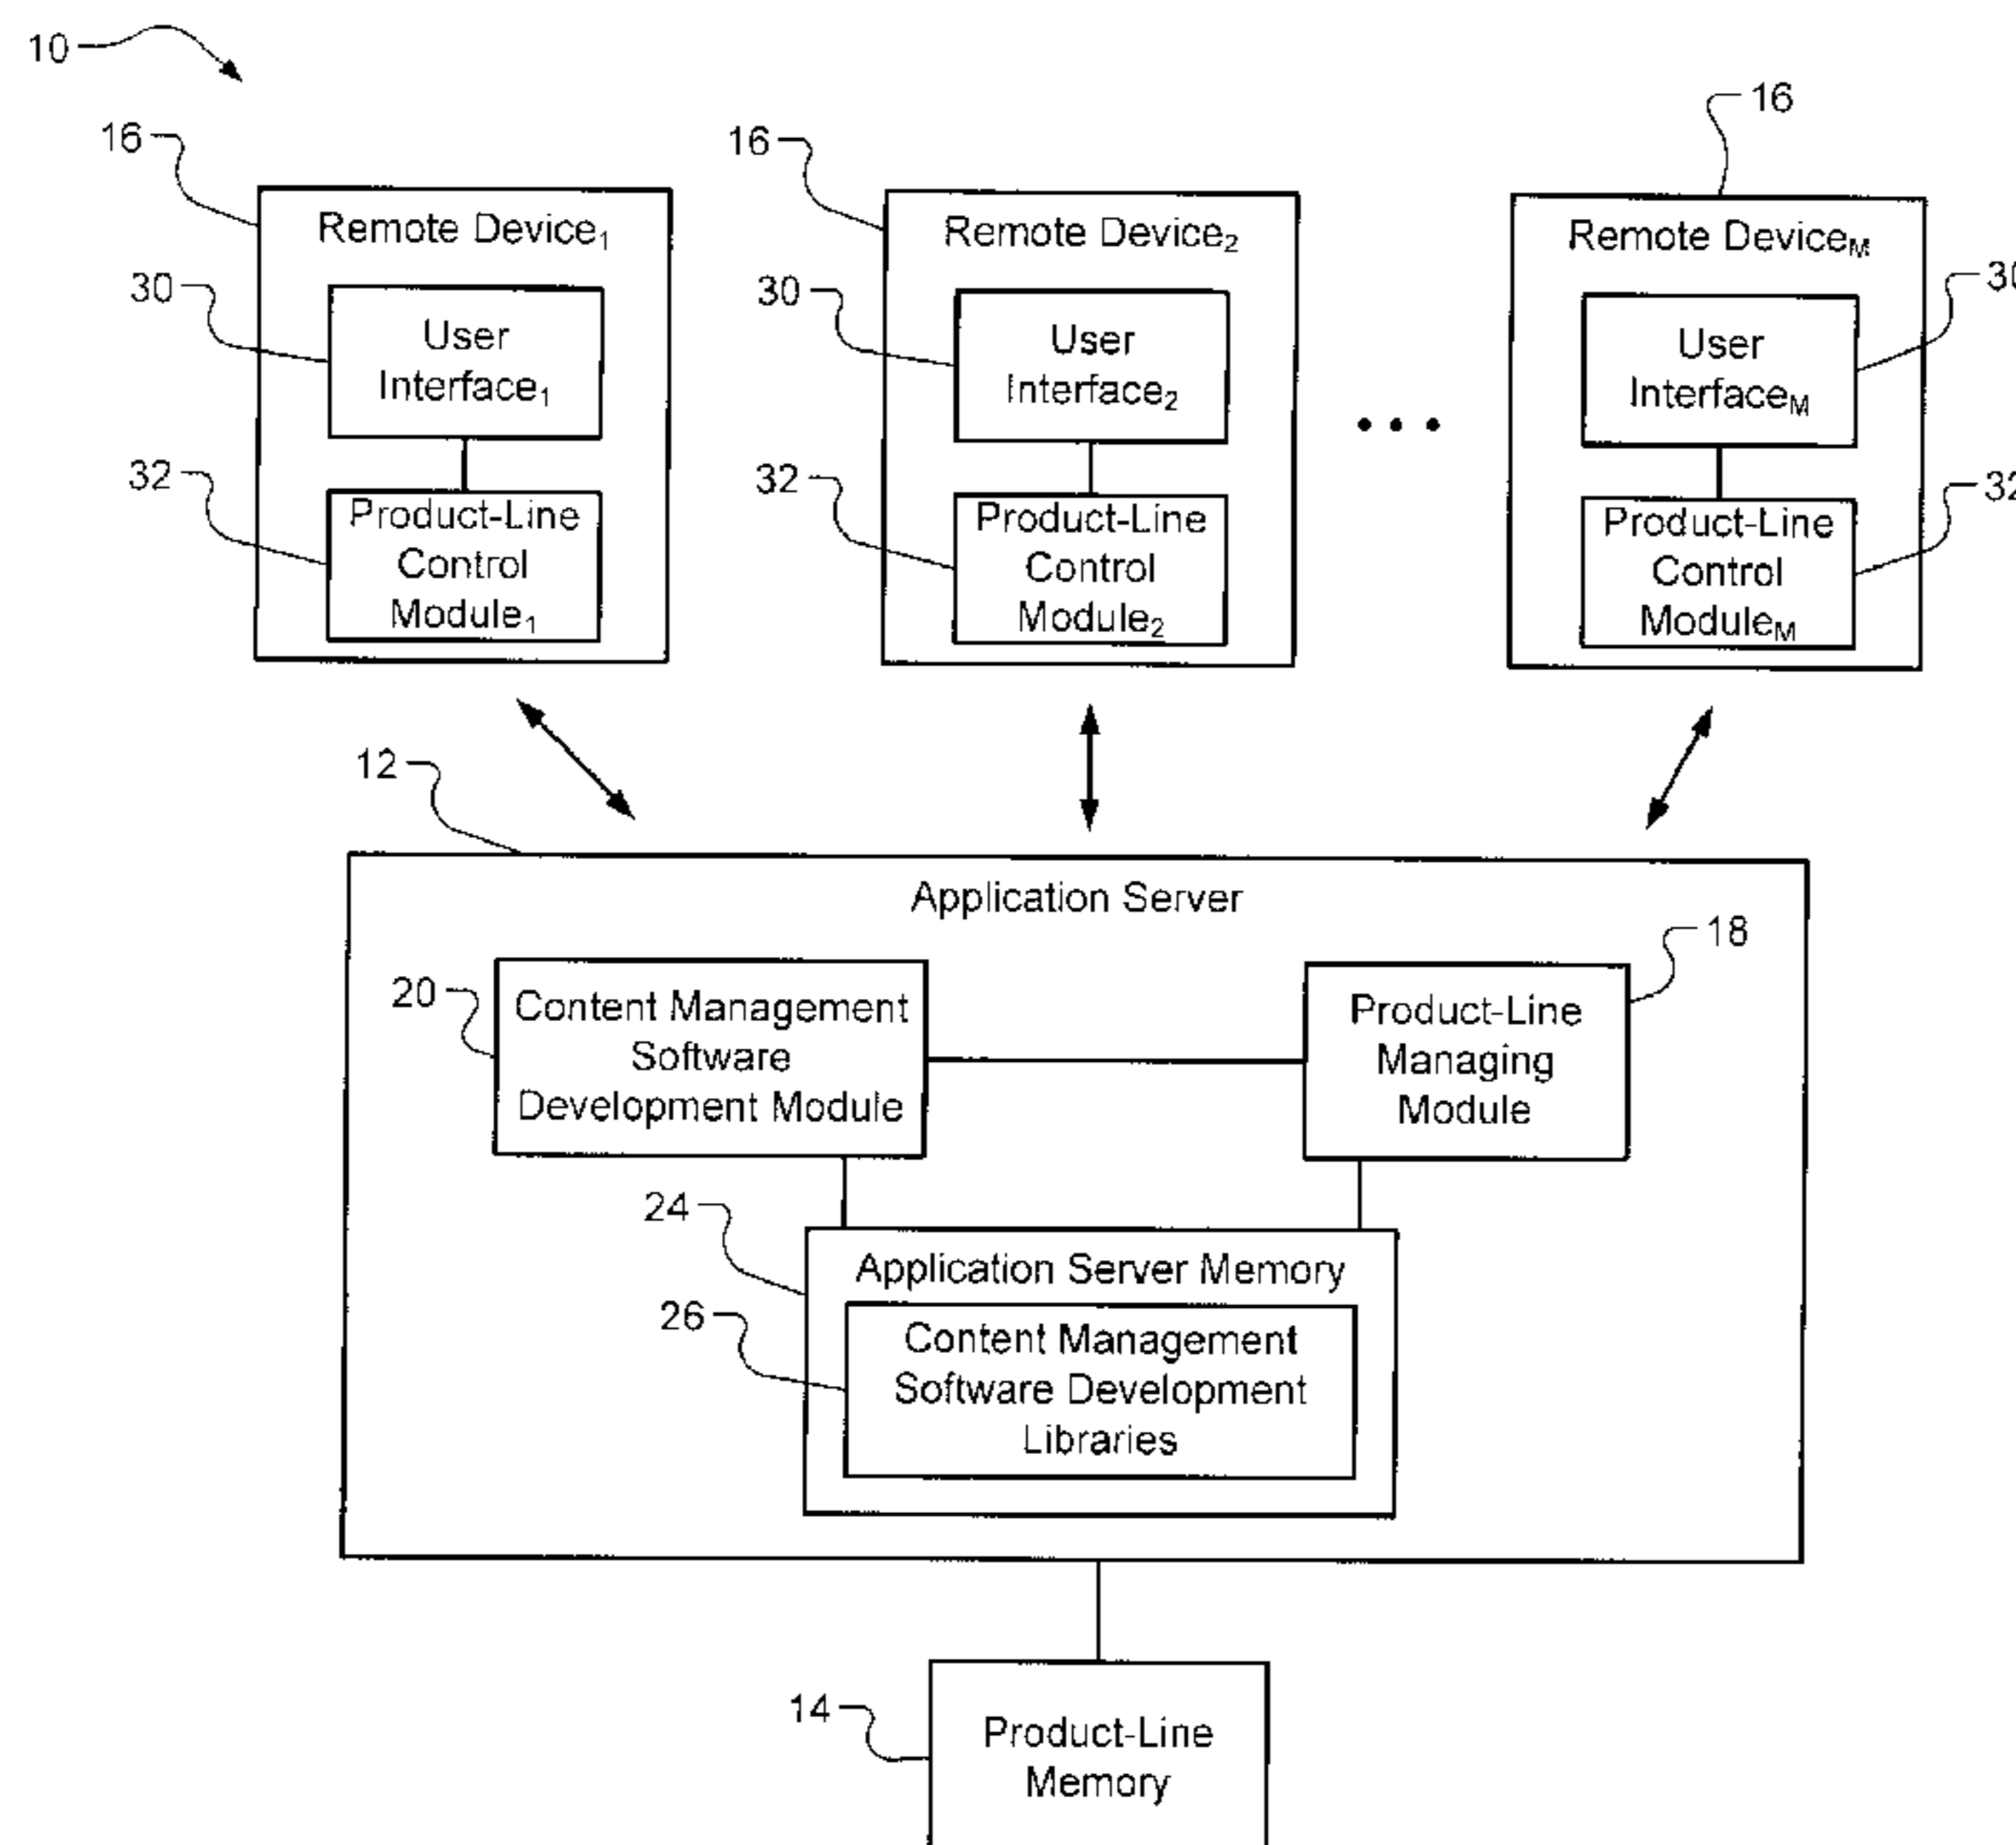 10
16
16
16
Remote Device₁
Remote Device₂
Remote Deviceₘ
30
User
Interface₁
30
User
Interface₂
User
Interfaceₘ
30
32
Product-Line
Control
Module₁
32
Product-Line
Control
Module₂
Product-Line
Control
Moduleₘ
32
12
Application Server
20
Content Management
Software
Development Module
18
Product-Line
Managing
Module
24
Application Server Memory
26
Content Management
Software Development
Libraries
14
Product-Line
Memory